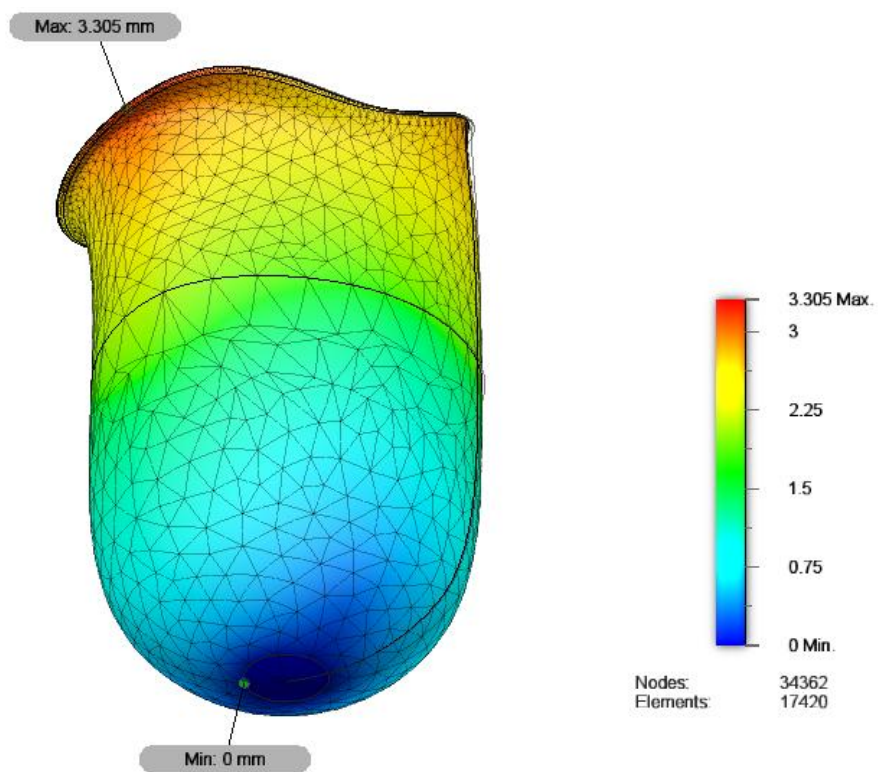 Max: 3.305 mm
3.305 Max.
3
2.25
1.5
0.75
0 Min.
Nodes: 34362
Elements: 17420
Min: 0 mm